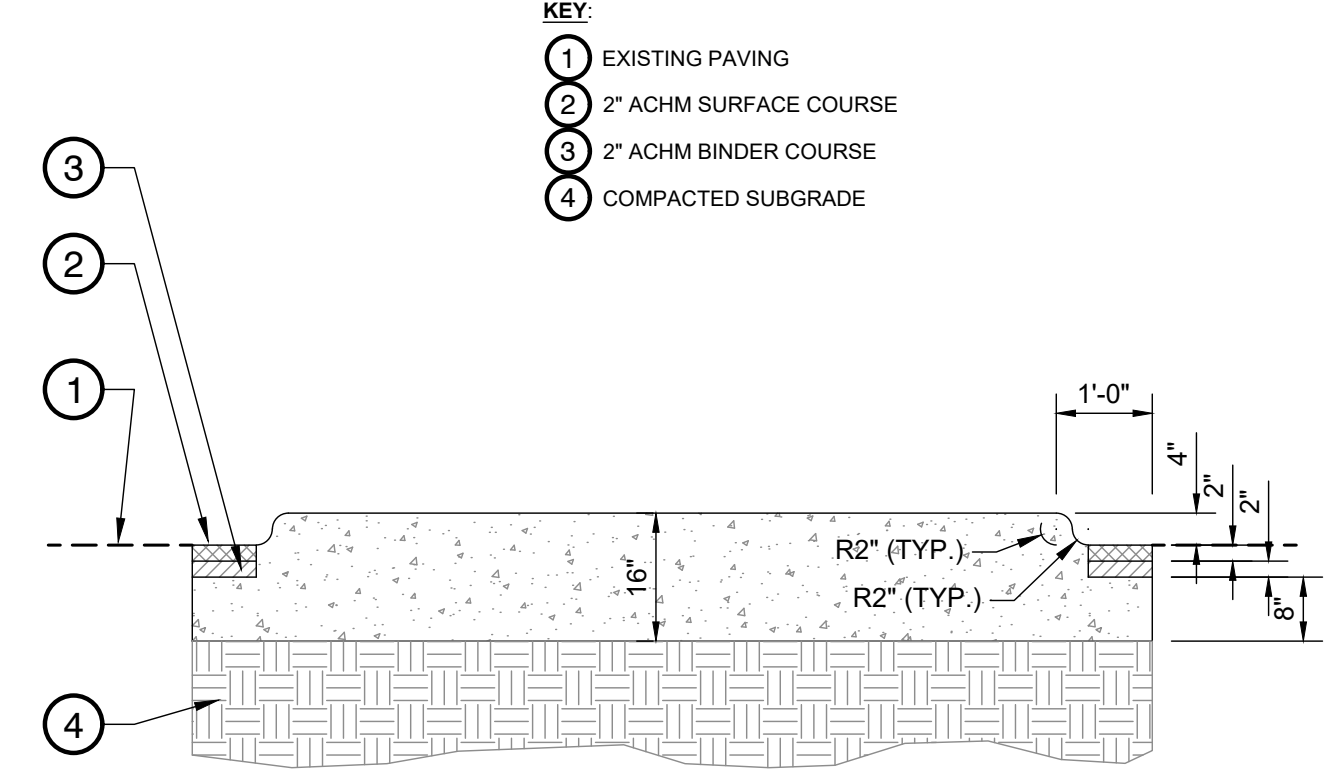 KEY:
1 EXISTING PAVING
2 2" ACHM SURFACE COURSE
3 2" ACHM BINDER COURSE
4 COMPACTED SUBGRADE
3
2
1
4
1'-0"
4"
2"
2"
8"
16"
R2" (TYP.)
R2" (TYP.)